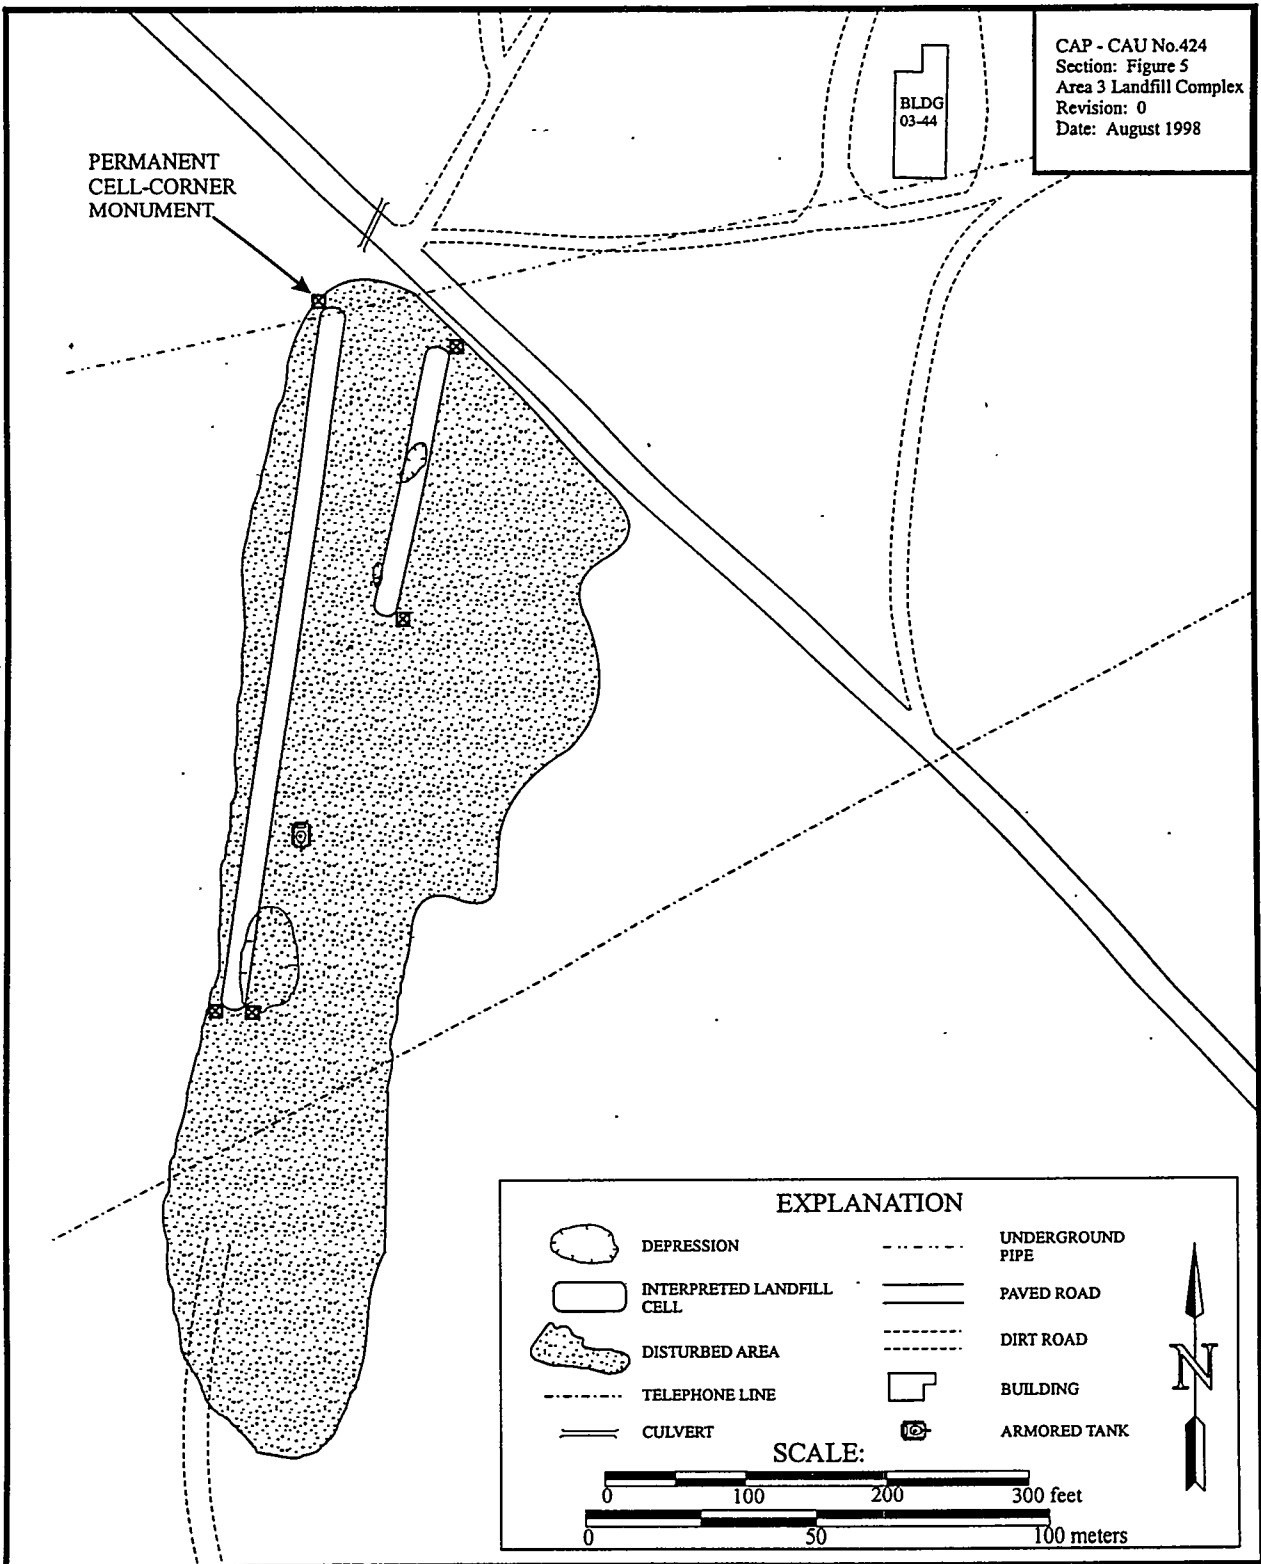 CAP - CAU No.424
Section: Figure 5
Area 3 Landfill Complex
Revision: 0
Date: August 1998
BLDG
03-44
PERMANENT
CELL-CORNER
MONUMENT
EXPLANATION
DEPRESSION
INTERPRETED LANDFILL
CELL
DISTURBED AREA
TELEPHONE LINE
CULVERT
UNDERGROUND
PIPE
PAVED ROAD
DIRT ROAD
BUILDING
ARMORED TANK
N
SCALE:
0 100 200 300 feet
0 50 100 meters